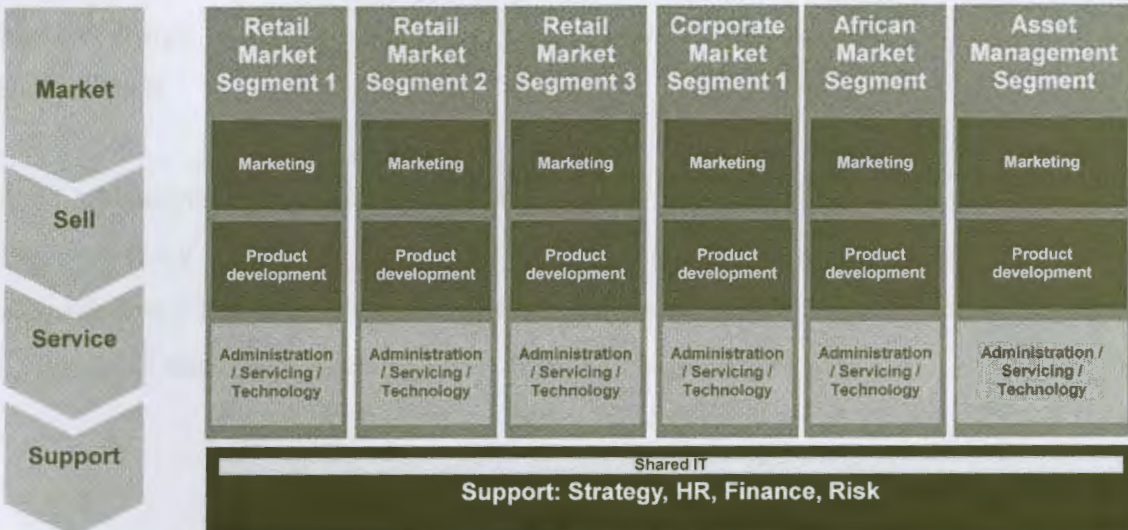 Market
Sell
Service
Support
Retail
Market
Segment 1
Marketing
Product
development
Administration
/ Servicing /
Technology
Retail
Market
Segment 2
Marketing
Product
development
Administration
/ Servicing /
Technology
Retail
Market
Segment 3
Marketing
Product
development
Administration
/ Servicing /
Technology
Corporate
Market
Segment 1
Marketing
Product
development
Administration
/ Servicing /
Technology
African
Market
Segment
Marketing
Product
development
Administration
/ Servicing /
Technology
Asset
Management
Segment
Marketing
Product
development
Administration /
Servicing /
Technology
Shared IT
Support: Strategy, HR, Finance, Risk